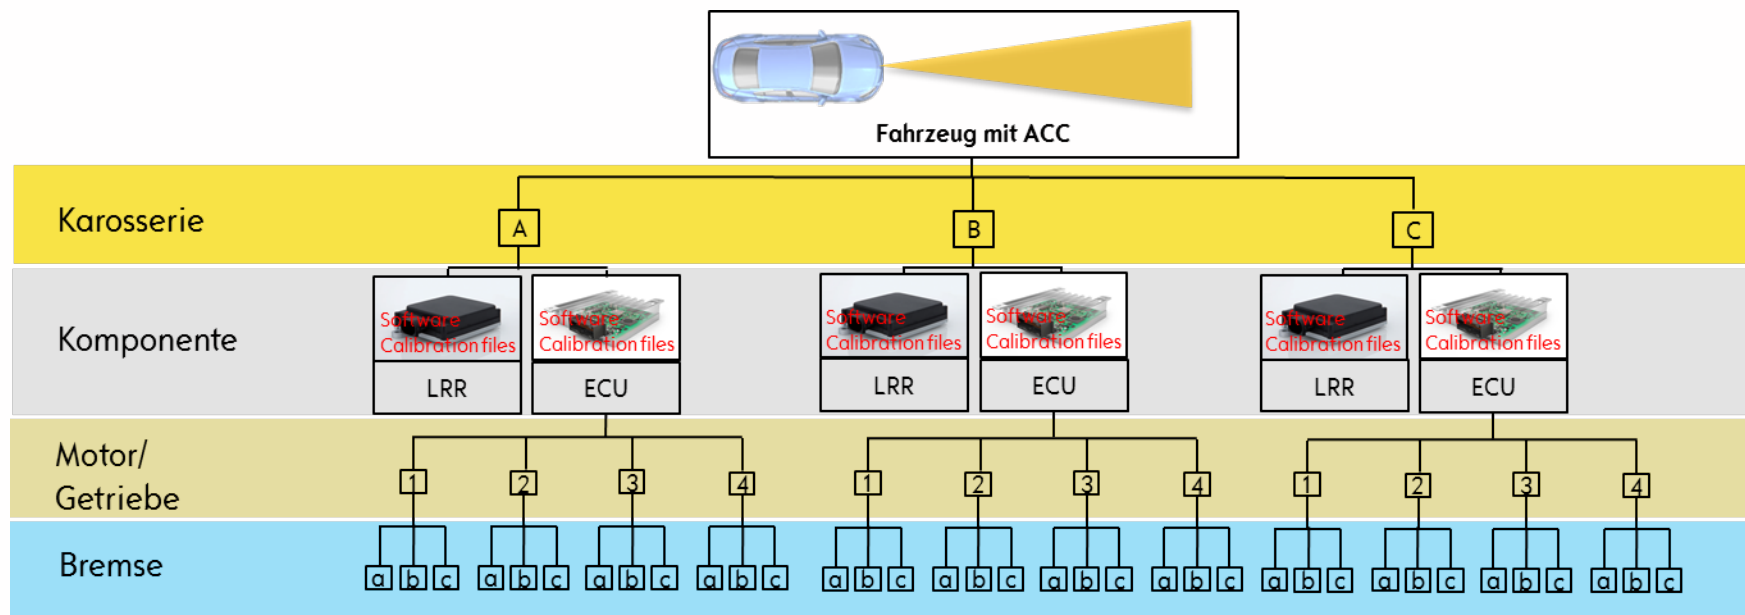 Fahrzeug mit ACC
Karosserie
A
B
C
Komponente
Software
Calibration files
LRR
Software
Calibration files
ECU
Software
Calibration files
LRR
Software
Calibration files
ECU
Software
Calibration files
LRR
Software
Calibration files
ECU
Motor/
Getriebe
1 2 3 4 1 2 3 4 1 2 3 4
Bremse
a b c a b c a b c a b c a b c a b c a b c a b c a b c a b c a b c a b c